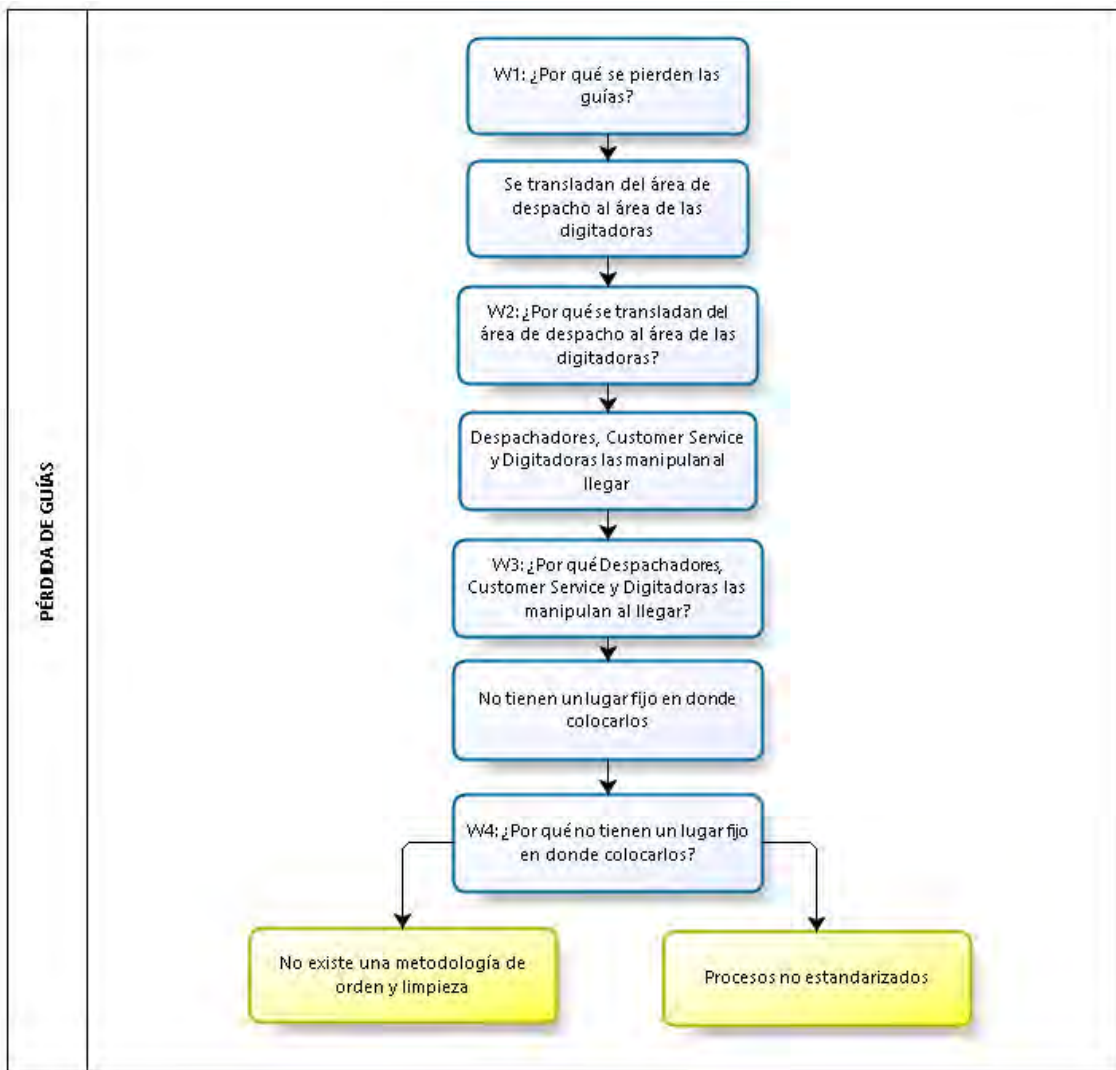 PÉRDIDA DE GUÍAS
W1: ¿Por qué se pierden las
guías?
Se transladan del área de
despacho al área de las
digitadoras
W2: ¿Por qué se transladan del
área de despacho al área de las
digitadoras?
Despachadores, Customer Service
y Digitadoras las manipulan al
llegar
W3: ¿Por qué Despachadores,
Customer Service y Digitadoras las
manipulan al llegar?
No tienen un lugar fijo en donde
colocarlos
W4: ¿Por qué no tienen un lugar fijo
en donde colocarlos?
No existe una metodología de
orden y limpieza
Procesos no estandarizados